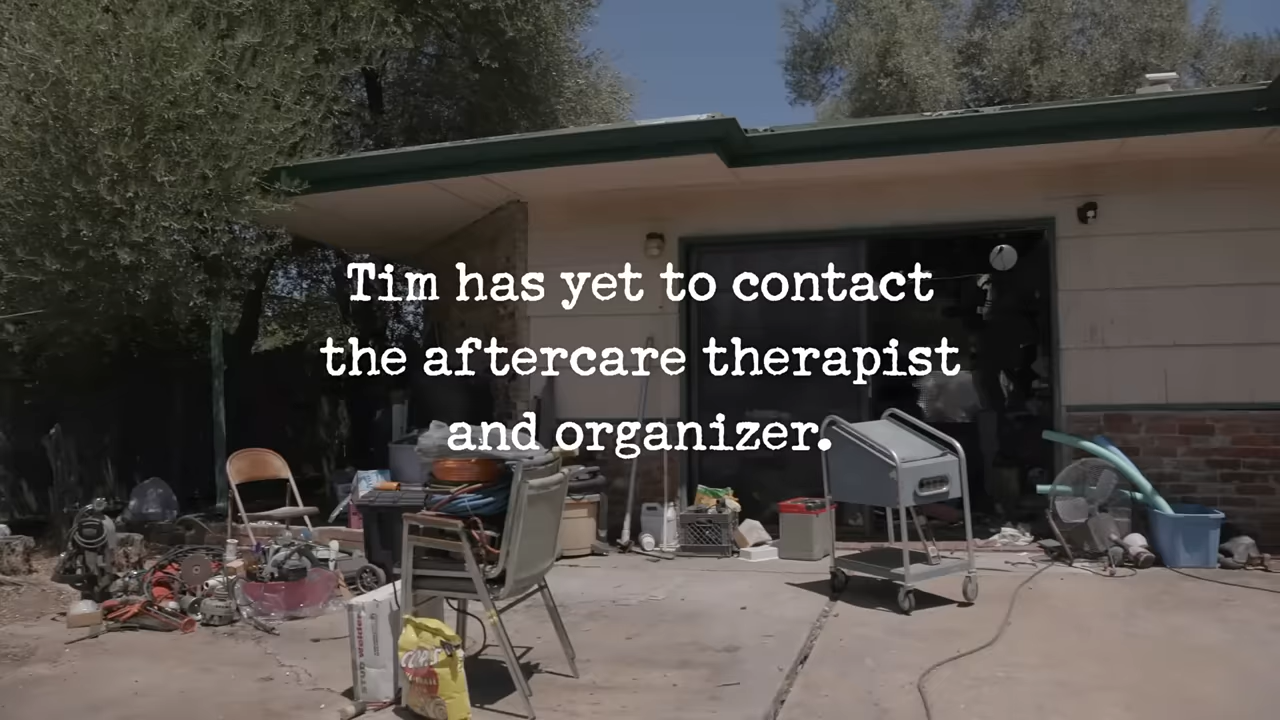 Tim has yet to contact
the aftercare therapist
and organizer.